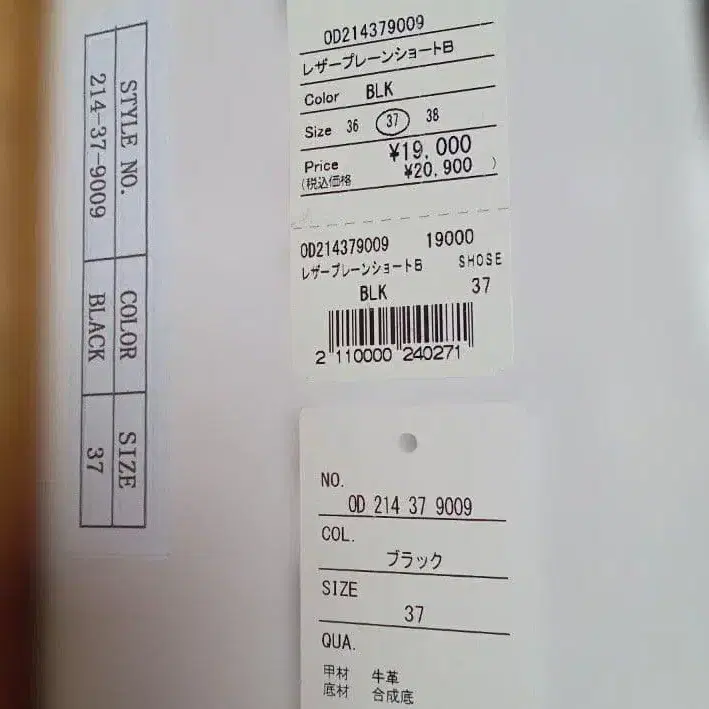 STYLE NO. COLOR SIZE
214-37-9009 BLACK 37
OD214379009
レザープレーンショートB
Color BLK
Size 36 37 38
Price ¥19,000
(税込価格 ¥20,900 )
OD214379009 19000
レザープレーンショートB SHOSE
BLK 37
2 110000 240271
NO.
OD 214 37 9009
COL.
ブラック
SIZE
37
QUA.
甲材 牛革
底材 合成底